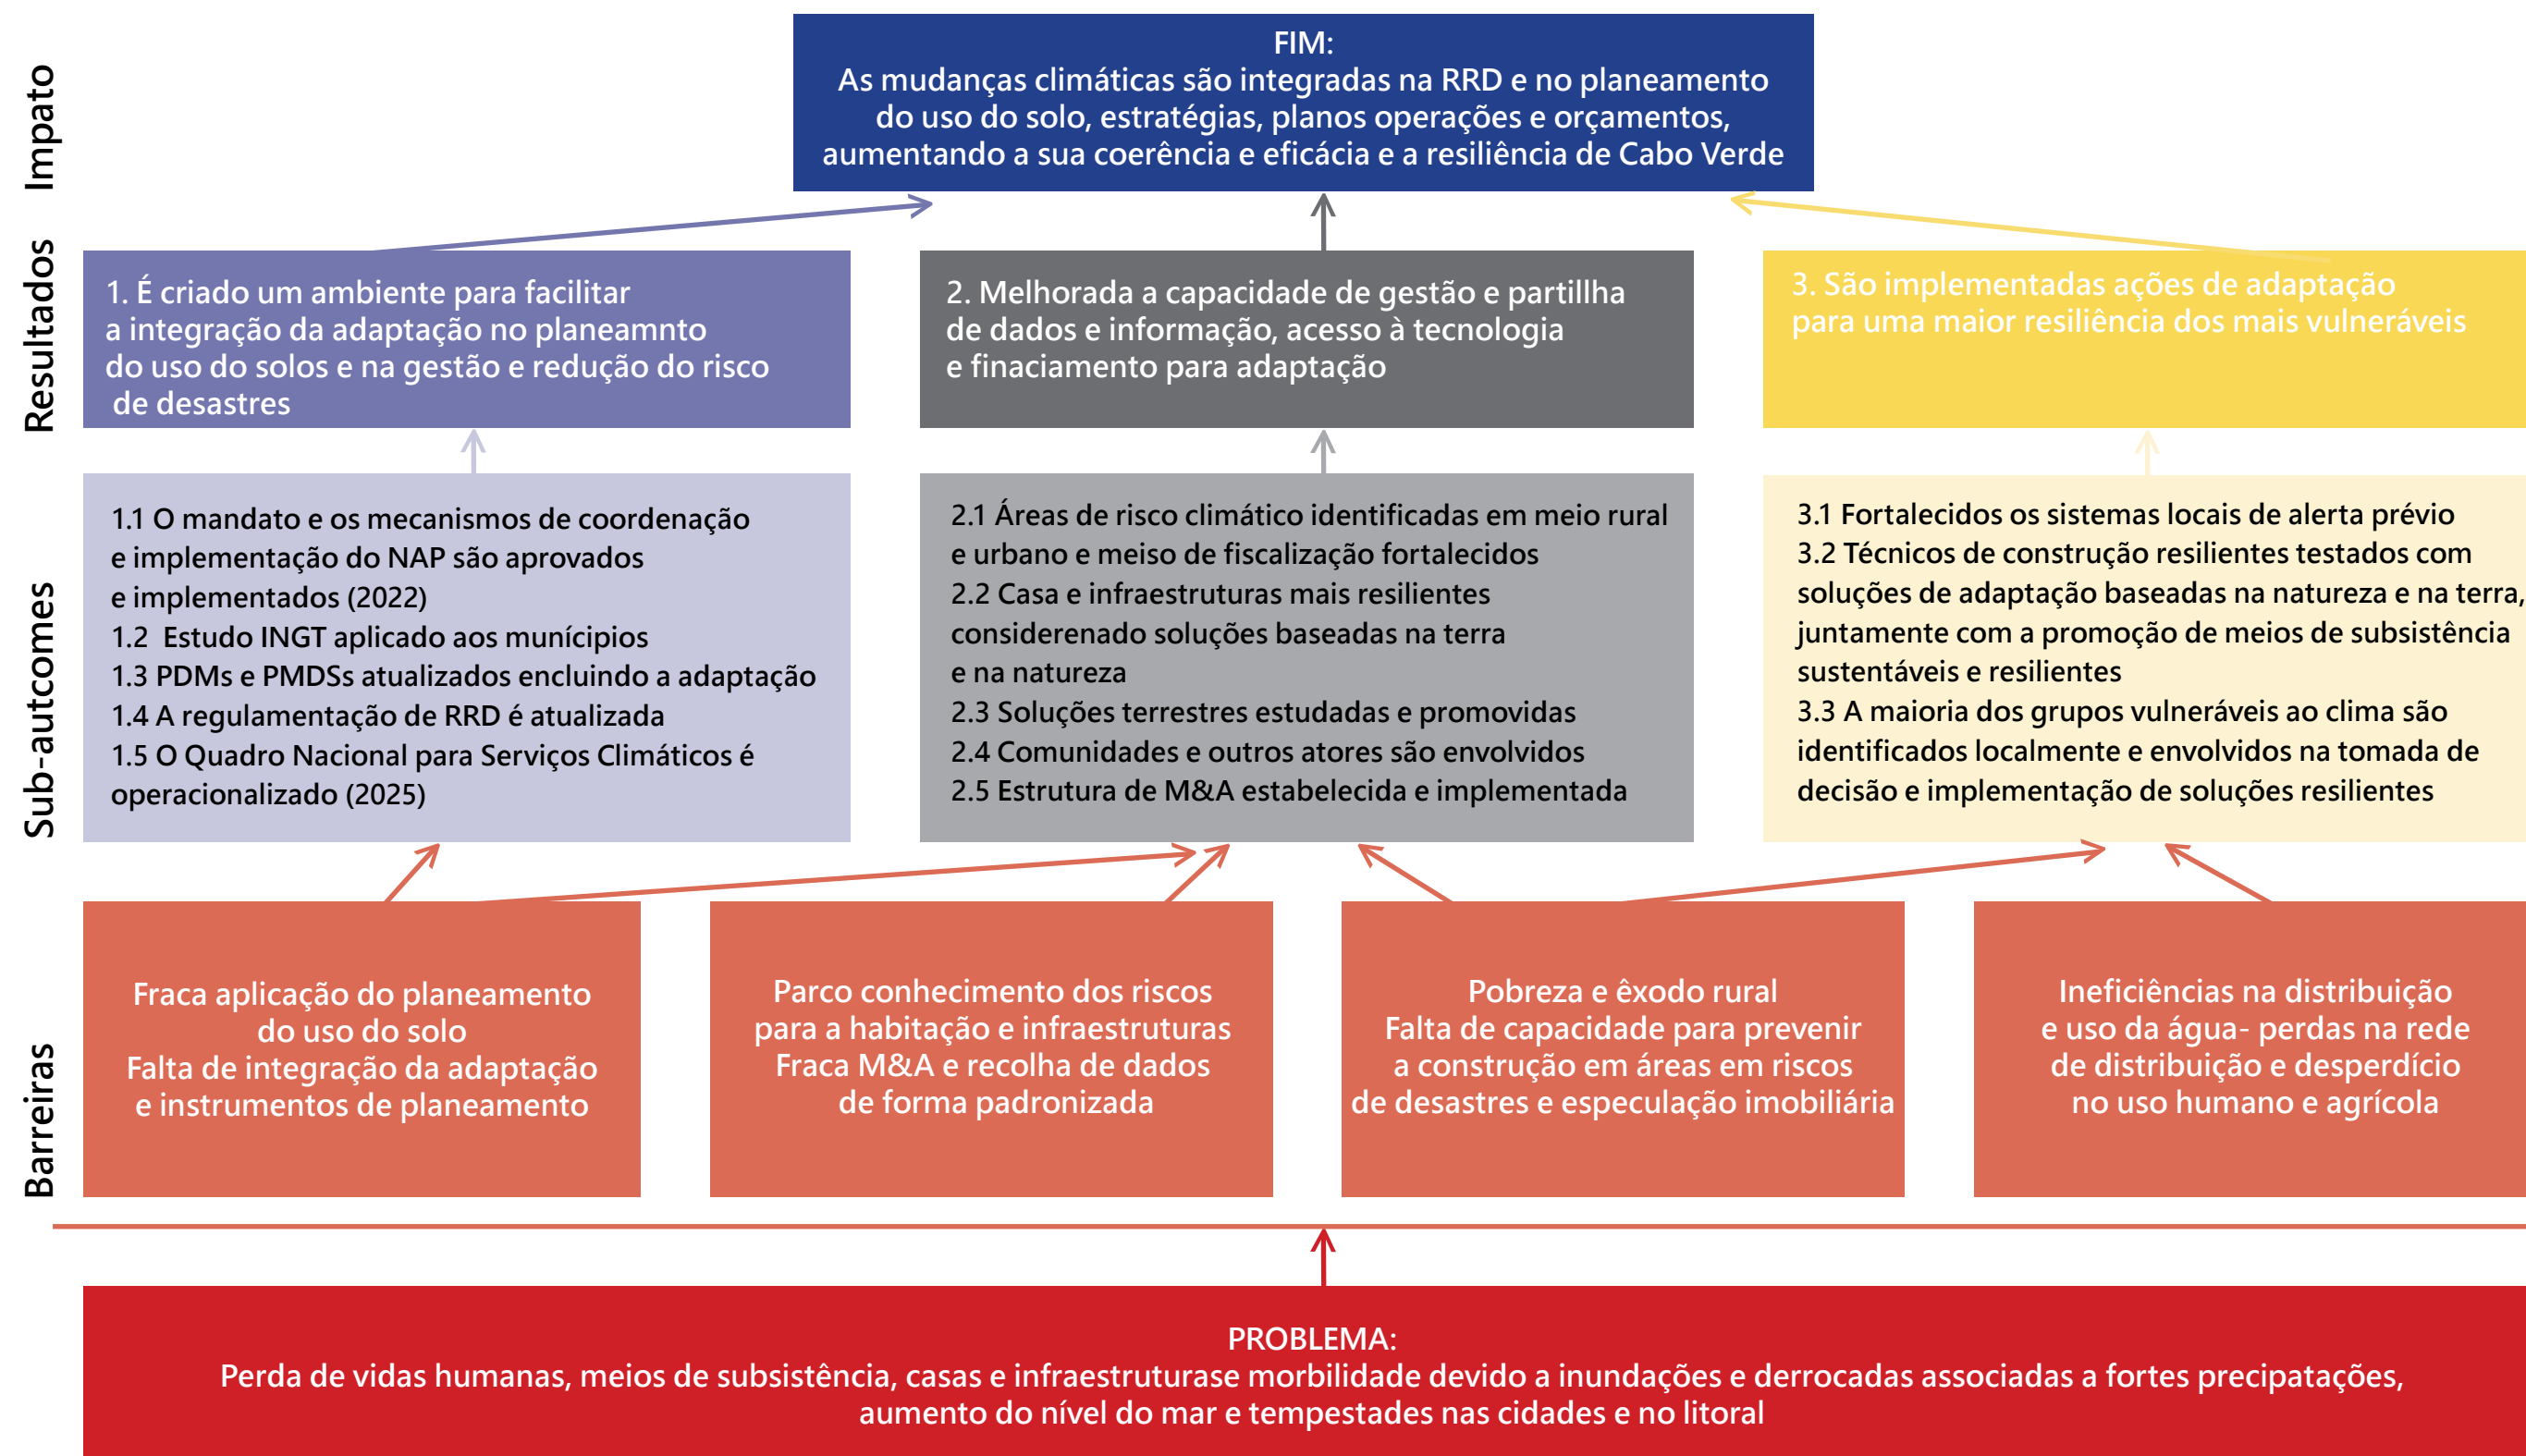 Impato
FIM:
As mudanças climáticas são integradas na RRD e no planeamento
do uso do solo, estratégias, planos operações e orçamentos,
aumentando a sua coerência e eficácia e a resiliência de Cabo Verde
Resultados
1. É criado um ambiente para facilitar
a integração da adaptação no planeamnto
do uso do solos e na gestão e redução do risco
de desastres
2. Melhorada a capacidade de gestão e partillha
de dados e informação, acesso à tecnologia
e finaciamento para adaptação
3. São implementadas ações de adaptação
para uma maior resiliência dos mais vulneráveis
Sub-autcomes
1.1 O mandato e os mecanismos de coordenação
e implementação do NAP são aprovados
e implementados (2022)
1.2 Estudo INGT aplicado aos munícipios
1.3 PDMs e PMDSs atualizados encluindo a adaptação
1.4 A regulamentação de RRD é atualizada
1.5 O Quadro Nacional para Serviços Climáticos é
operacionalizado (2025)
2.1 Áreas de risco climático identificadas em meio rural
e urbano e meiso de fiscalização fortalecidos
2.2 Casa e infraestruturas mais resilientes
considerenado soluções baseadas na terra
e na natureza
2.3 Soluções terrestres estudadas e promovidas
2.4 Comunidades e outros atores são envolvidos
2.5 Estrutura de M&A estabelecida e implementada
3.1 Fortalecidos os sistemas locais de alerta prévio
3.2 Técnicos de construção resilientes testados com
soluções de adaptação baseadas na natureza e na terra,
juntamente com a promoção de meios de subsistência
sustentáveis e resilientes
3.3 A maioria dos grupos vulneráveis ao clima são
identificados localmente e envolvidos na tomada de
decisão e implementação de soluções resilientes
Barreiras
Fraca aplicação do planeamento
do uso do solo
Falta de integração da adaptação
e instrumentos de planeamento
Parco conhecimento dos riscos
para a habitação e infraestruturas
Fraca M&A e recolha de dados
de forma padronizada
Pobreza e êxodo rural
Falta de capacidade para prevenir
a construção em áreas em riscos
de desastres e especulação imobiliária
Ineficiências na distribuição
e uso da água- perdas na rede
de distribuição e desperdício
no uso humano e agrícola
PROBLEMA:
Perda de vidas humanas, meios de subsistência, casas e infraestruturase morbilidade devido a inundações e derrocadas associadas a fortes precipatações,
aumento do nível do mar e tempestades nas cidades e no litoral